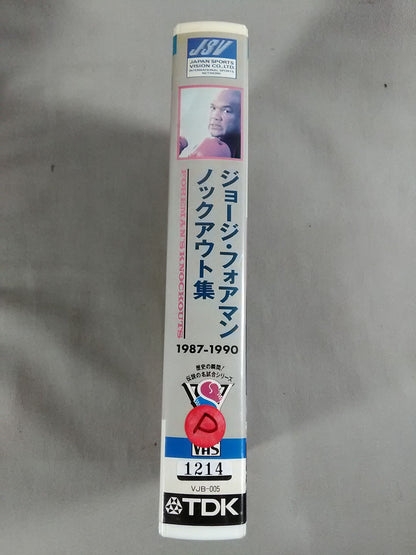 JSV
JAPAN SPORTS
VISION CO., LTD.
INTERNATIONAL SPORTS
NETWORK
ジョージ・フォアマン
ノックアウト集
FOREMAN'S KNOCKOUTS
1987-1990
歴史の瞬間!
伝説の名試合シリーズ
D
VHS
1214
VJB-005
TDK